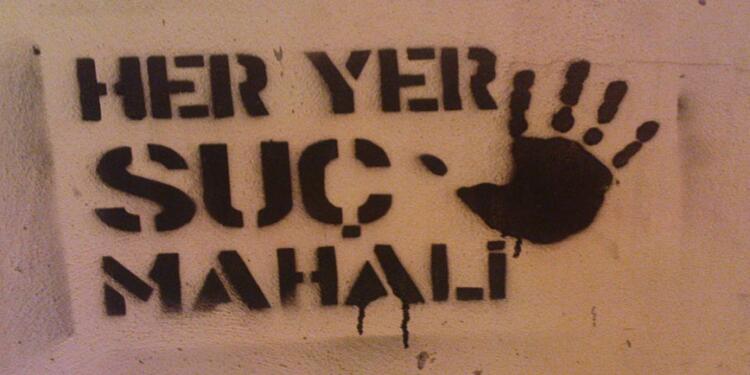 HER YER
SUÇ
MAHALİ